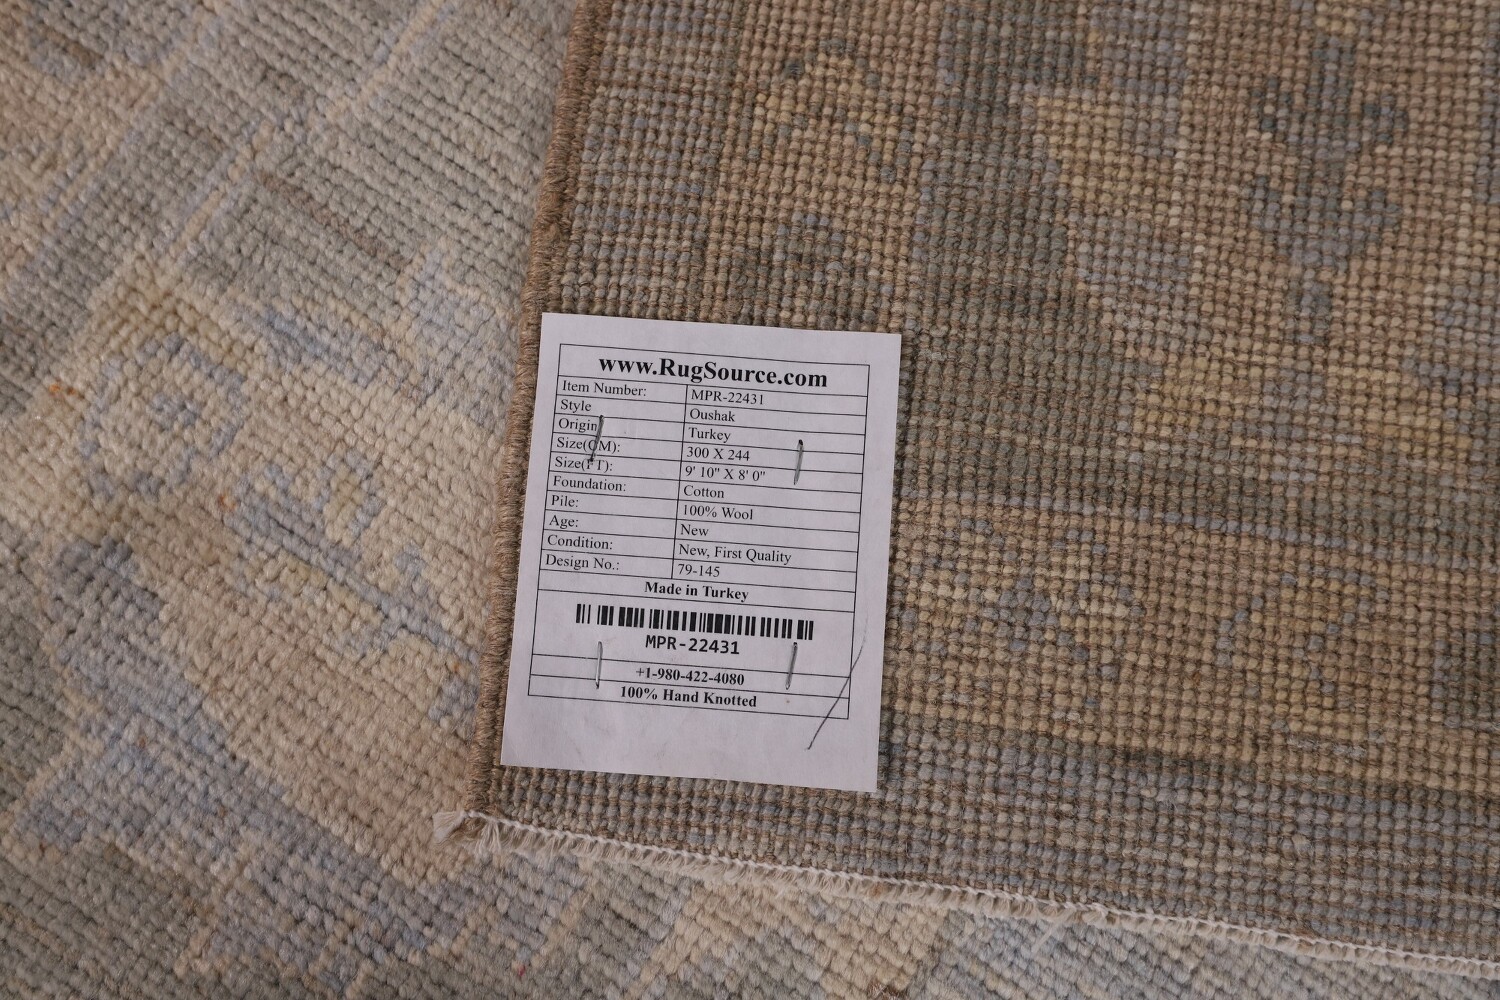 www.RugSource.com
Item Number: MPR-22431
Style Oushak
Origin Turkey
Size(CM): 300 X 244
Size(FT): 9' 10" X 8' 0"
Foundation: Cotton
Pile: 100% Wool
Age: New
Condition: New, First Quality
Design No.: 79-145
Made in Turkey
MPR-22431
+1-980-422-4080
100% Hand Knotted